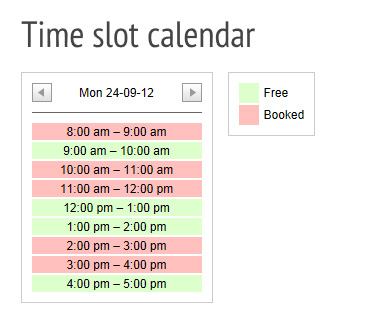 Time slot calendar
Mon 24-09-12
8:00 am – 9:00 am
9:00 am – 10:00 am
10:00 am – 11:00 am
11:00 am – 12:00 pm
12:00 pm – 1:00 pm
1:00 pm – 2:00 pm
2:00 pm – 3:00 pm
3:00 pm – 4:00 pm
4:00 pm – 5:00 pm
Free
Booked